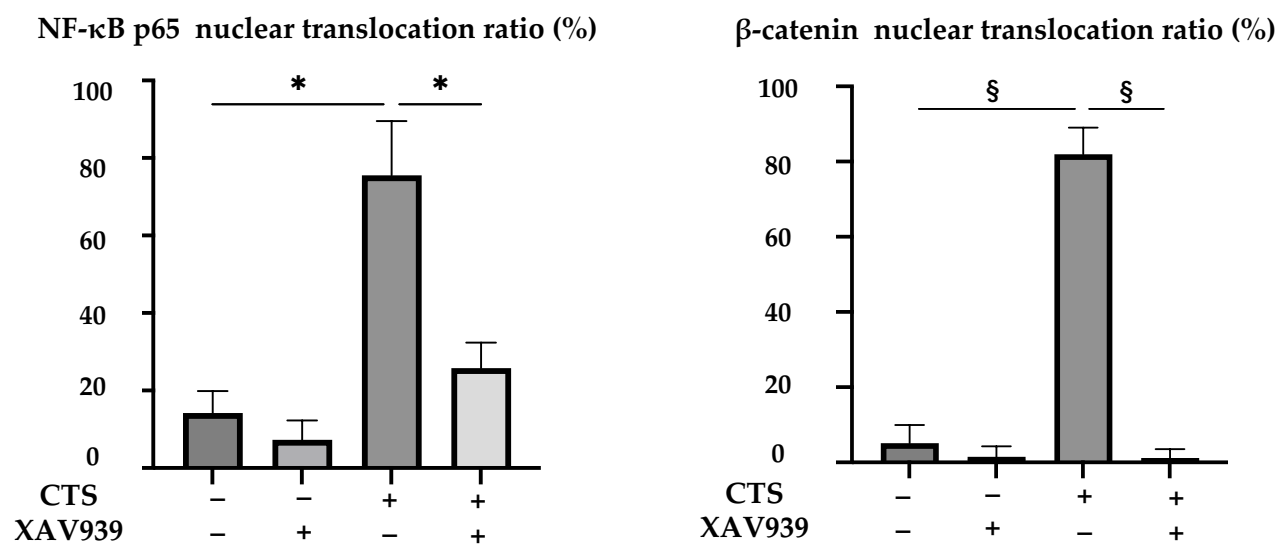 NF-κB p65 nuclear translocation ratio (%)
100
80
60
40
20
0
* *
CTS – – + +
XAV939 – + – +
β-catenin nuclear translocation ratio (%)
100
80
60
40
20
0
§ §
CTS – – + +
XAV939 – + – +